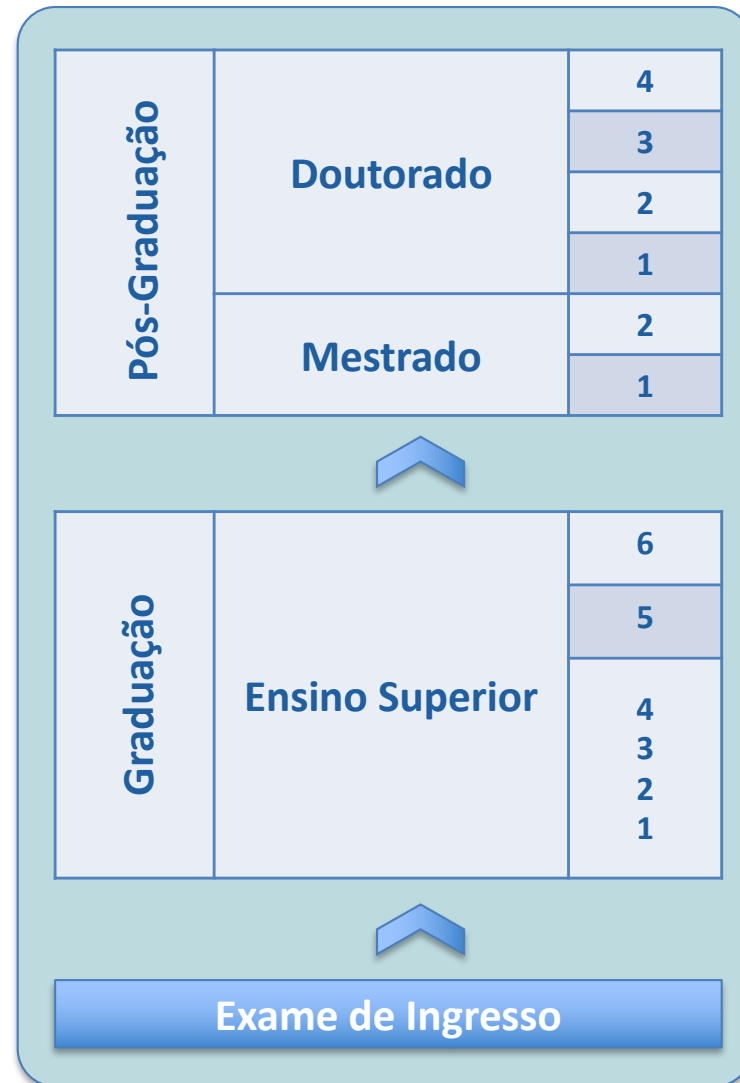 Pós-Graduação
Doutorado
4
3
2
1
Mestrado
2
1
Graduação
Ensino Superior
6
5
4
3
2
1
Exame de Ingresso